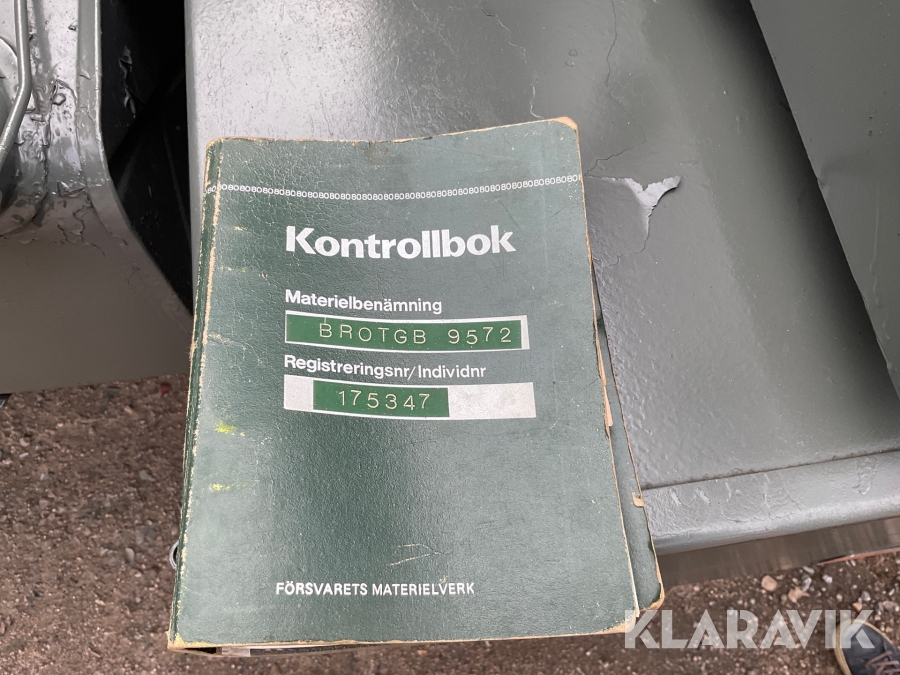 Kontrollbok
Materielbenämning
BROTGB 9572
Registreringsnr/Individnr
175347
FÖRSVARETS MATERIELVERK
KLARAVIK